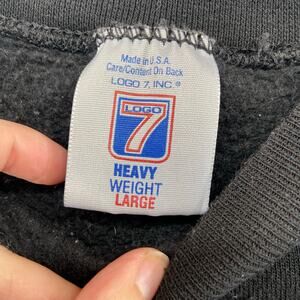 Made in U.S.A.
Care/Content On Back
LOGO 7, INC.®
LOGO
7
HEAVY
WEIGHT
LARGE